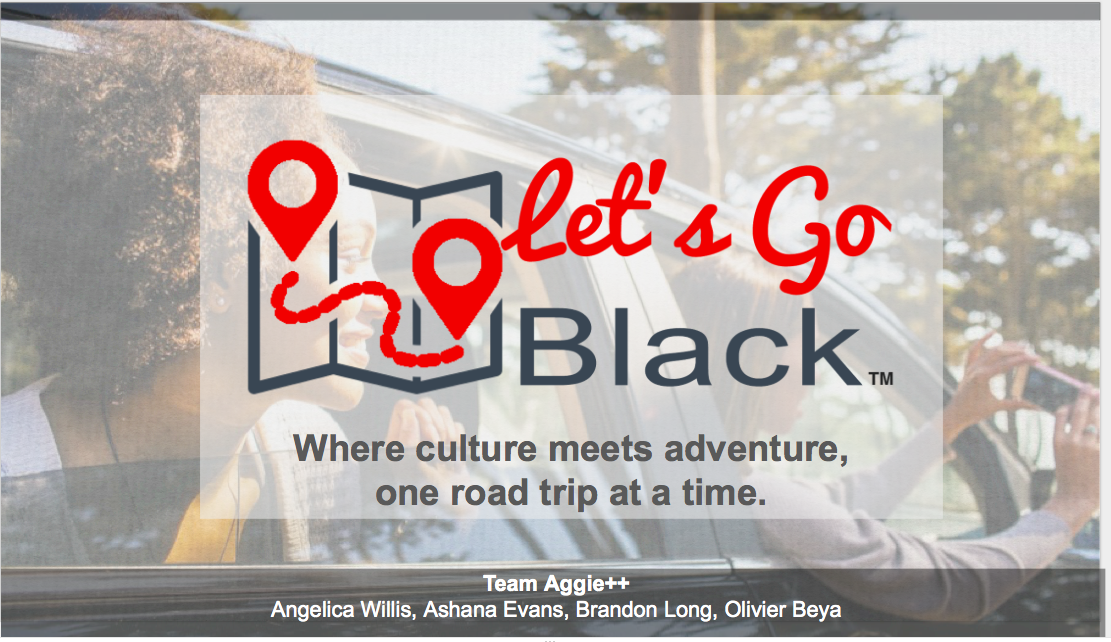 Let's Go
Black™
Where culture meets adventure,
one road trip at a time.
Team Aggie++
Angelica Willis, Ashana Evans, Brandon Long, Olivier Beya